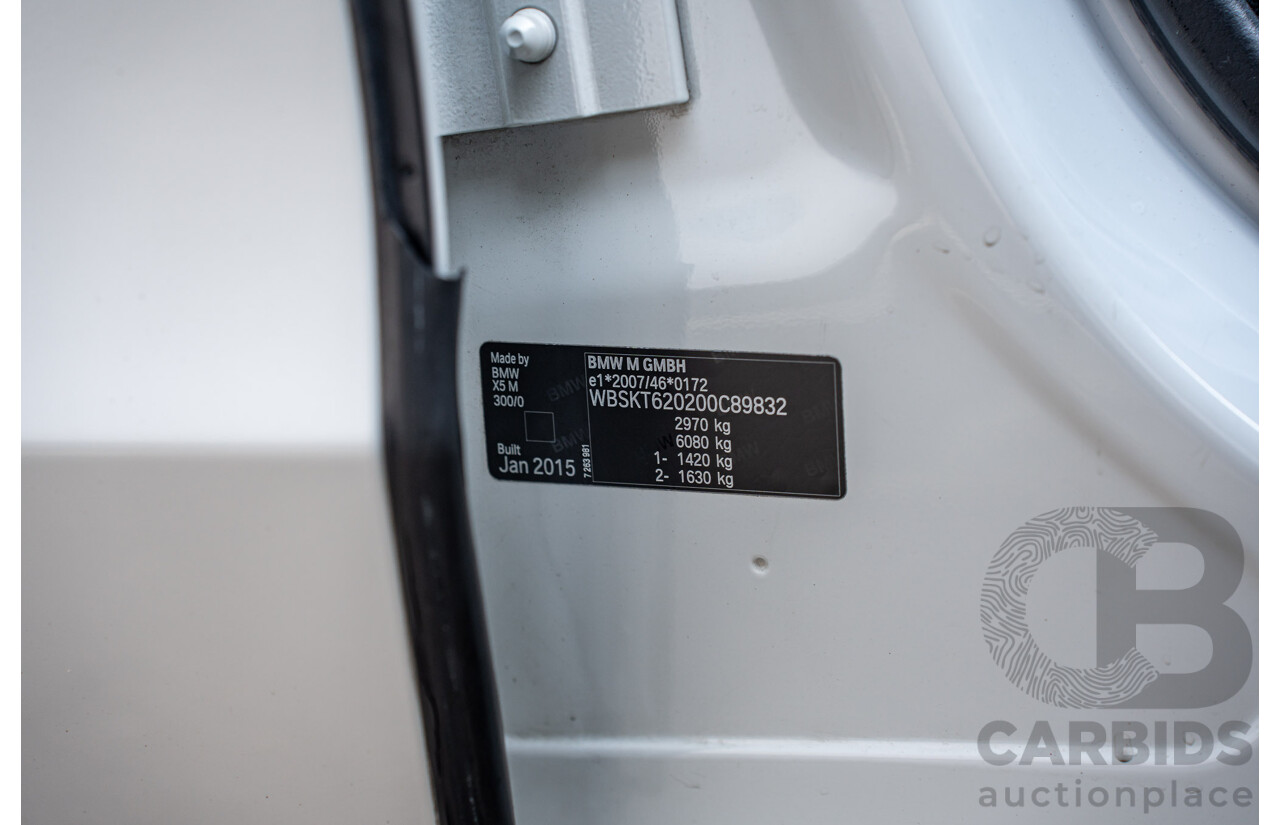 Made by
BMW
X5 M
300/0
Built
Jan 2015
7 263 981
BMW M GMBH
e1*2007/46*0172
WBSKT620200C89832
2970 kg
6080 kg
1- 1420 kg
2- 1630 kg
CB
CARBIDS
auctionplace